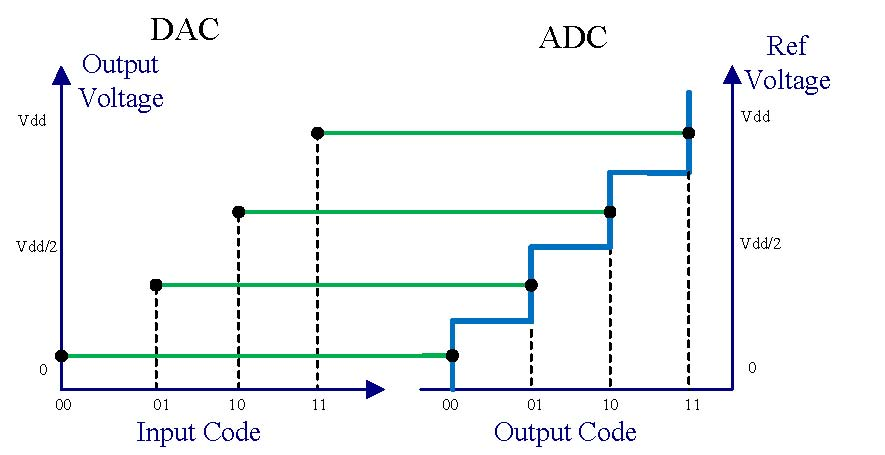 DAC
ADC
Output
Voltage
Ref
Voltage
Vdd
Vdd
Vdd/2
Vdd/2
0
0
00
01
10
11
00
01
10
11
Input Code
Output Code